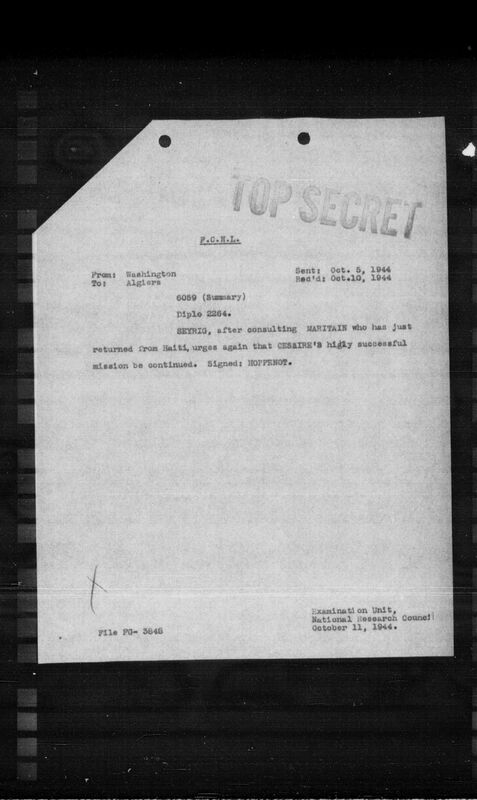 TOP SECRET
F.C.N.L.
From: Washington
Sent: Oct. 5, 1944
To: Algiers
Rec'd: Oct.10, 1944
6059 (Summary)
Diplo 2264.
SEYRIG, after consulting MARITAIN who has just
returned from Haiti, urges again that CESAIRE'S higly successful
mission be continued. Signed: HOPPENOT.
Examination Unit,
National Research Council
October 11, 1944.
File FG- 3848